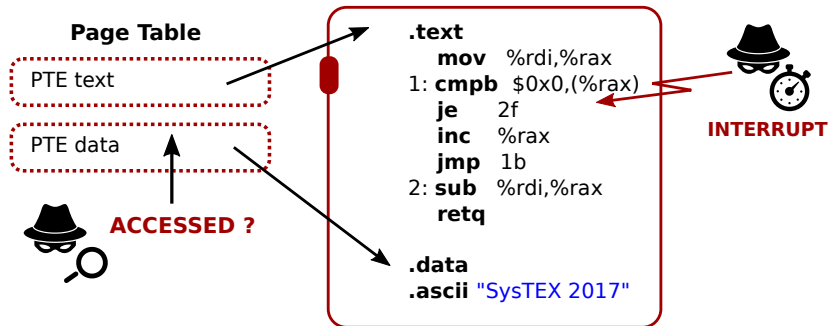 Page Table
PTE text
PTE data
ACCESSED ?
.text
mov %rdi,%rax
1: cmpb $0x0,(%rax)
je 2f
inc %rax
jmp 1b
2: sub %rdi,%rax
retq
.data
.ascii "SysTEX 2017"
INTERRUPT